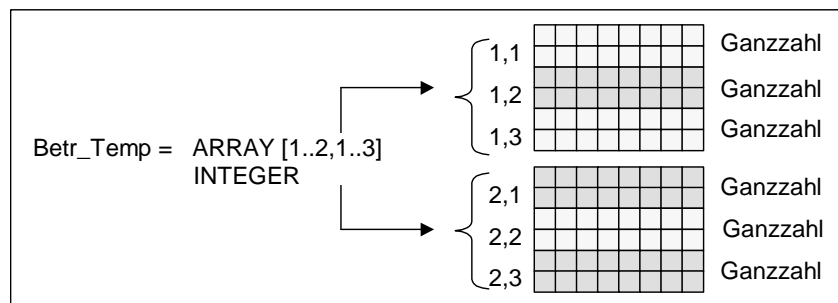 1,1 Ganzzahl
1,2 Ganzzahl
1,3 Ganzzahl
Betr_Temp = ARRAY [1..2,1..3]
INTEGER
2,1 Ganzzahl
2,2 Ganzzahl
2,3 Ganzzahl